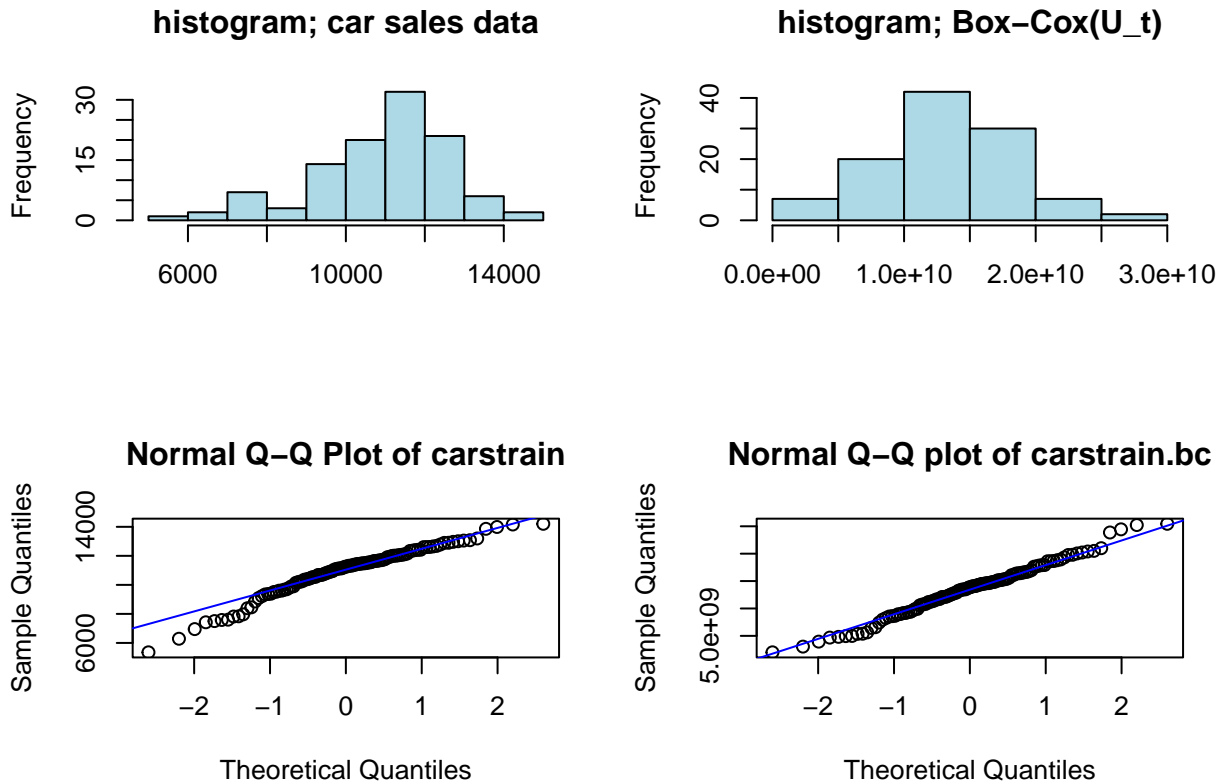 histogram; car sales data
Frequency
0 15 30
6000 10000 14000
histogram; Box−Cox(U_t)
Frequency
0 20 40
0.0e+00 1.0e+10 2.0e+10 3.0e+10
Normal Q−Q Plot of carstrain
Sample Quantiles
6000 14000
−2 −1 0 1 2
Theoretical Quantiles
Normal Q−Q plot of carstrain.bc
Sample Quantiles
5.0e+09
−2 −1 0 1 2
Theoretical Quantiles